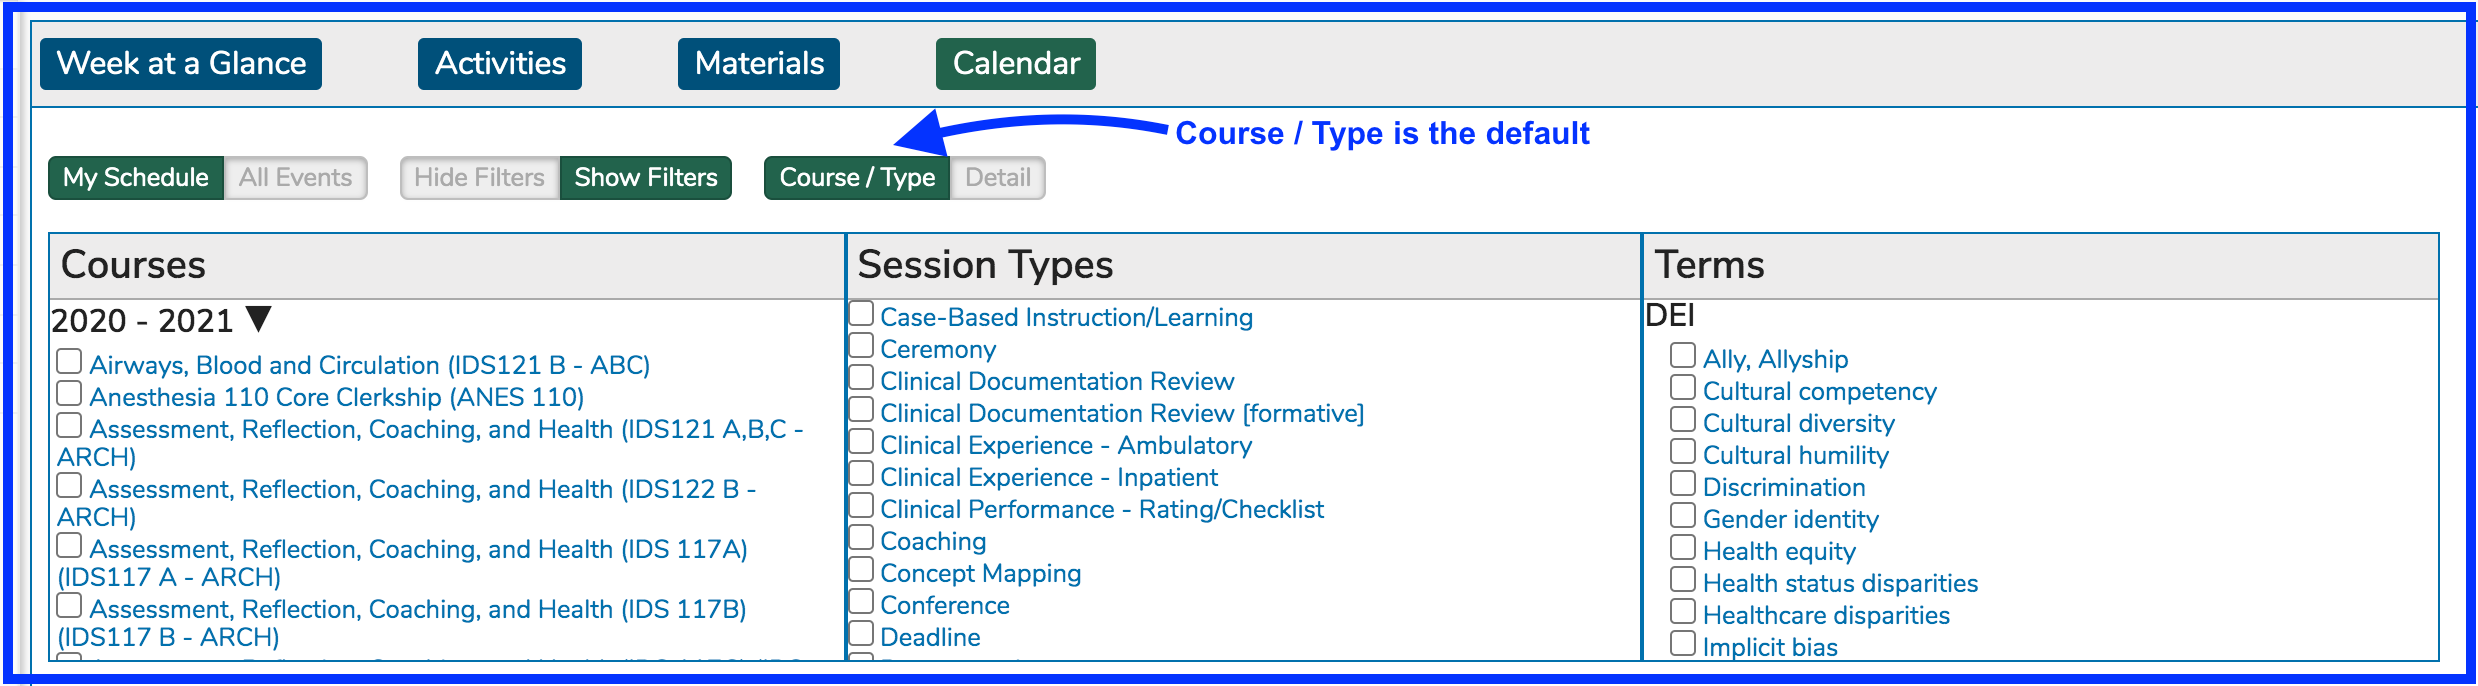 Week at a Glance Activities Materials Calendar
Course / Type is the default
My Schedule All Events Hide Filters Show Filters Course / Type Detail
Courses
2020 - 2021 ▼
Airways, Blood and Circulation (IDS121 B - ABC)
Anesthesia 110 Core Clerkship (ANES 110)
Assessment, Reflection, Coaching, and Health (IDS121 A,B,C -
ARCH)
Assessment, Reflection, Coaching, and Health (IDS122 B -
ARCH)
Assessment, Reflection, Coaching, and Health (IDS 117A)
(IDS117 A - ARCH)
Assessment, Reflection, Coaching, and Health (IDS 117B)
(IDS117 B - ARCH)
Session Types
Case-Based Instruction/Learning
Ceremony
Clinical Documentation Review
Clinical Documentation Review [formative]
Clinical Experience - Ambulatory
Clinical Experience - Inpatient
Clinical Performance - Rating/Checklist
Coaching
Concept Mapping
Conference
Deadline
Terms
DEI
Ally, Allyship
Cultural competency
Cultural diversity
Cultural humility
Discrimination
Gender identity
Health equity
Health status disparities
Healthcare disparities
Implicit bias